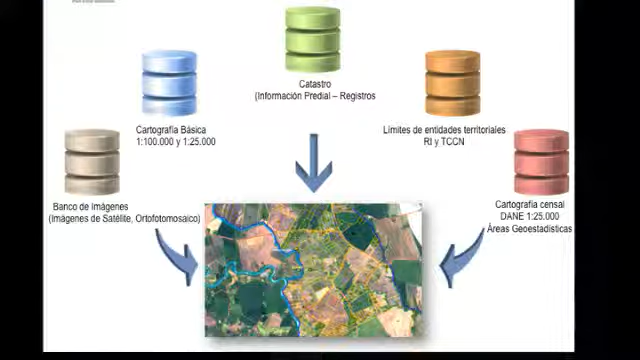 Catastro
(Información Predial – Registros
Cartografía Básica
1:100.000 y 1:25.000
Límites de entidades territoriales
RI y TCCN
Banco de Imágenes
(Imágenes de Satélite, Ortofotomosaico)
Cartografía censal
DANE 1:25.000
Áreas Geoestadísticas